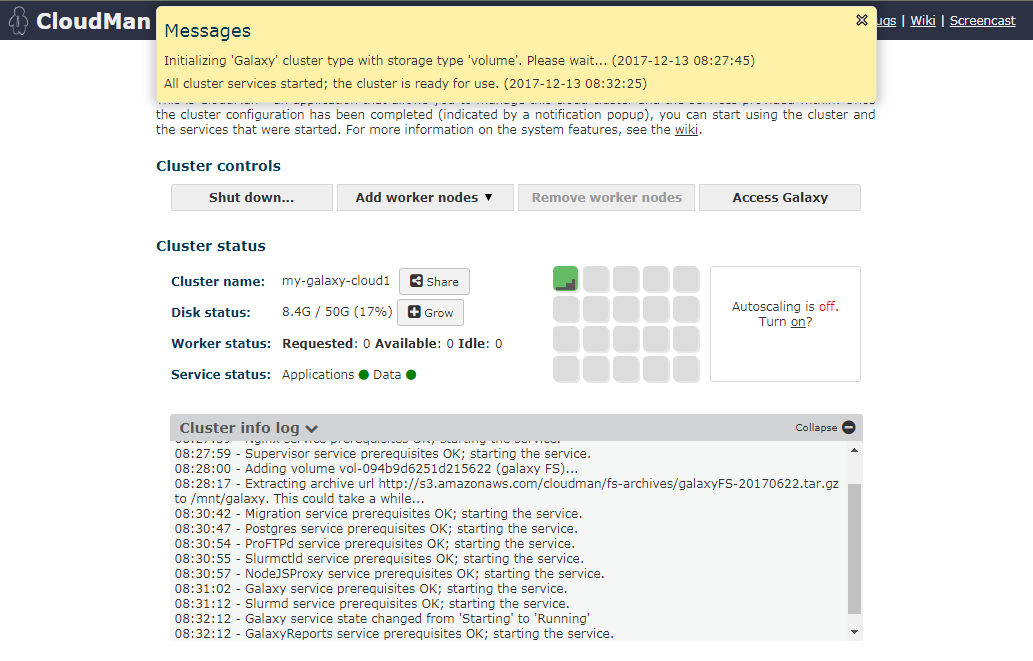 CloudMan
ugs | Wiki | Screencast
Messages
Initializing 'Galaxy' cluster type with storage type 'volume'. Please wait... (2017-12-13 08:27:45)
All cluster services started; the cluster is ready for use. (2017-12-13 08:32:25)
the cluster configuration has been completed (indicated by a notification popup), you can start using the cluster and
the services that were started. For more information on the system features, see the wiki.
Cluster controls
Shut down...
Add worker nodes ▼
Remove worker nodes
Access Galaxy
Cluster status
Cluster name: my-galaxy-cloud1 Share
Disk status: 8.4G / 50G (17%) Grow
Worker status: Requested: 0 Available: 0 Idle: 0
Service status: Applications Data
Autoscaling is off.
Turn on?
Cluster info log
Collapse
08:27:59 - Nginx service prerequisites OK; starting the service.
08:27:59 - Supervisor service prerequisites OK; starting the service.
08:28:00 - Adding volume vol-094b9d6251d215622 (galaxy FS)...
08:28:17 - Extracting archive url http://s3.amazonaws.com/cloudman/fs-archives/galaxyFS-20170622.tar.gz
to /mnt/galaxy. This could take a while...
08:30:42 - Migration service prerequisites OK; starting the service.
08:30:47 - Postgres service prerequisites OK; starting the service.
08:30:54 - ProFTPd service prerequisites OK; starting the service.
08:30:55 - Slurmctld service prerequisites OK; starting the service.
08:30:57 - NodeJSProxy service prerequisites OK; starting the service.
08:31:02 - Galaxy service prerequisites OK; starting the service.
08:31:12 - Slurmd service prerequisites OK; starting the service.
08:32:12 - Galaxy service state changed from 'Starting' to 'Running'
08:32:12 - GalaxyReports service prerequisites OK; starting the service.